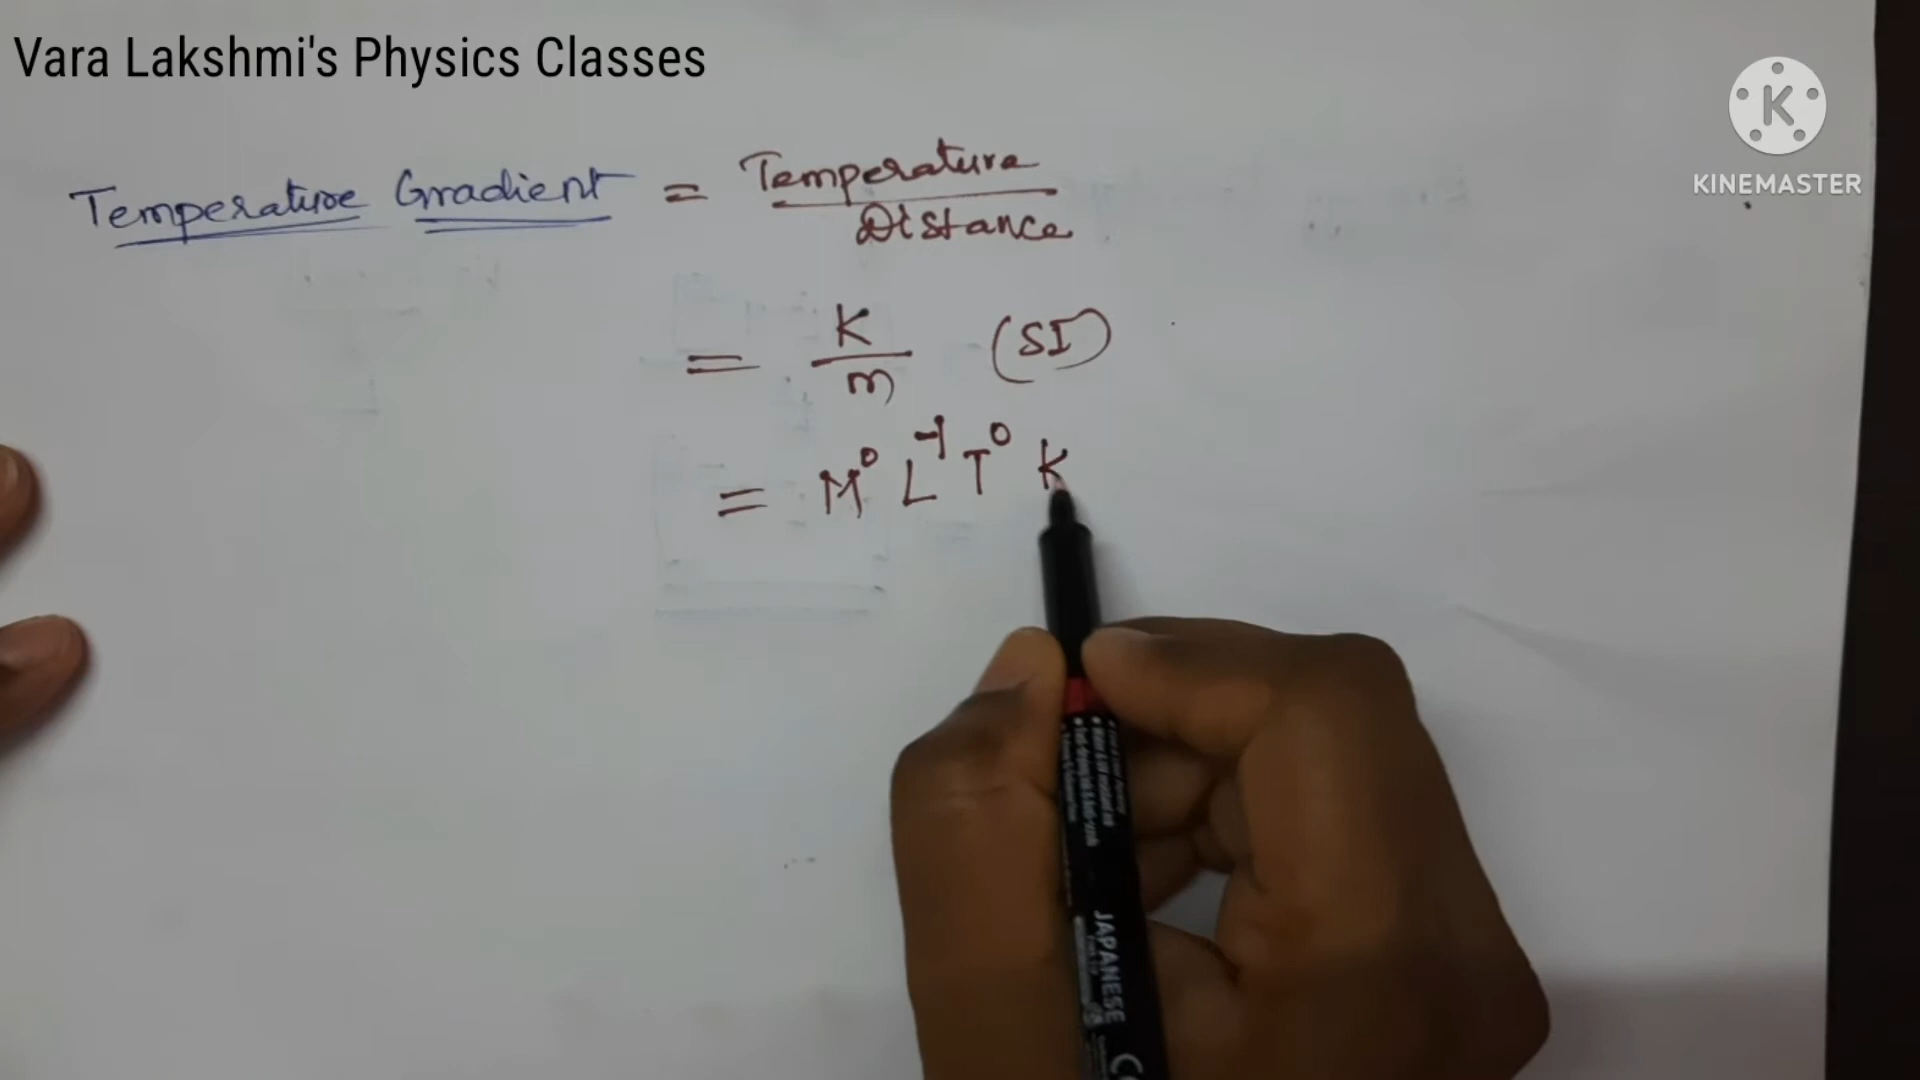 Vara Lakshmi's Physics Classes
K
KINEMASTER
Temperature Gradient = Temperature / Distance
= K / m (SI)
= M⁰ L⁻¹ T⁰ K
JAPANESE